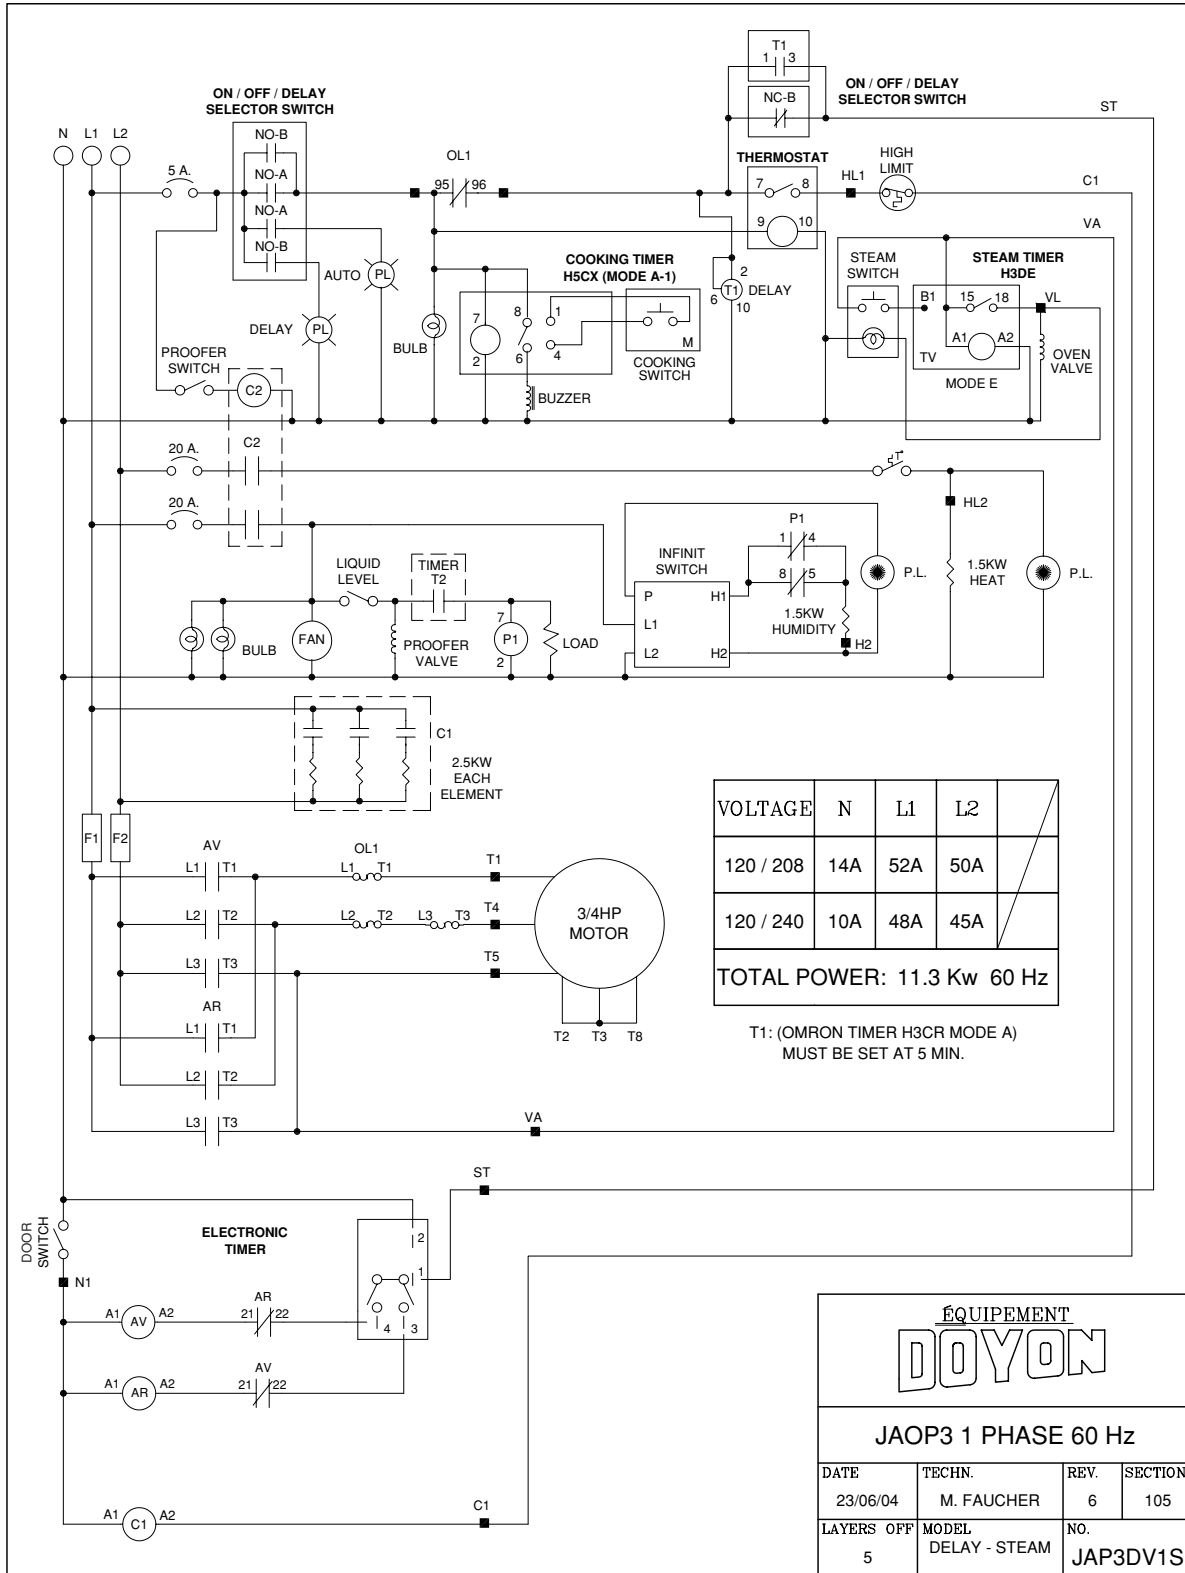 T1
1 3
NC-B
ON / OFF / DELAY
SELECTOR SWITCH
ON / OFF / DELAY
SELECTOR SWITCH
ST
N L1 L2
NO-B
5 A.
NO-A
NO-A
NO-B
OL1
95 96
THERMOSTAT
7 8
9 10
HL1
HIGH
LIMIT
C1
VA
AUTO
PL
DELAY
PL
COOKING TIMER
H5CX (MODE A-1)
7
2
8
6
1
4
M
COOKING
SWITCH
BULB
BUZZER
2
T1
DELAY
6
10
STEAM
SWITCH
STEAM TIMER
H3DE
B1
15 18
VL
A1 A2
TV
MODE E
OVEN
VALVE
PROOFER
SWITCH
C2
20 A.
C2
20 A.
T°
HL2
1.5KW
HEAT
P.L.
P.L.
INFINIT
SWITCH
P H1
L1
L2 H2
P1
1 4
8 5
1.5KW
HUMIDITY
H2
LIQUID
LEVEL
TIMER
T2
BULB
FAN
PROOFER
VALVE
7
P1
2
LOAD
C1
2.5KW
EACH
ELEMENT
F1 F2
AV
L1 T1
L2 T2
L3 T3
AR
L1 T1
L2 T2
L3 T3
OL1
L1 T1
L2 T2 L3 T3
T1
T4
T5
3/4HP
MOTOR
T2 T3 T8
VOLTAGE N L1 L2
120 / 208 14A 52A 50A
120 / 240 10A 48A 45A
TOTAL POWER: 11.3 Kw 60 Hz
T1: (OMRON TIMER H3CR MODE A)
MUST BE SET AT 5 MIN.
VA
ST
DOOR
SWITCH
N1
ELECTRONIC
TIMER
2
1
4 3
A1 AV A2
AR
21 22
A1 AR A2
AV
21 22
A1 C1 A2
C1
ÉQUIPEMENT
DOYON
JAOP3 1 PHASE 60 Hz
DATE TECHN. REV. SECTION
23/06/04 M. FAUCHER 6 105
LAYERS OFF MODEL NO.
5 DELAY - STEAM JAP3DV1S